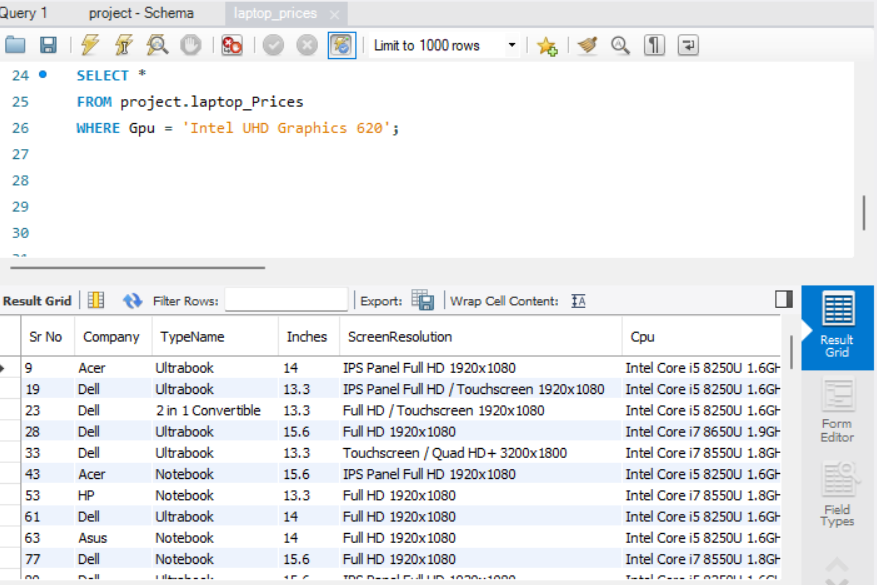 Query 1 project - Schema laptop_prices
Limit to 1000 rows
24 SELECT *
25 FROM project.laptop_Prices
26 WHERE Gpu = 'Intel UHD Graphics 620';
27
28
29
30
Result Grid Filter Rows: Export: Wrap Cell Content:
Sr No Company TypeName Inches ScreenResolution Cpu
9 Acer Ultrabook 14 IPS Panel Full HD 1920x1080 Intel Core i5 8250U 1.6GH
19 Dell Ultrabook 13.3 IPS Panel Full HD / Touchscreen 1920x1080 Intel Core i5 8250U 1.6GH
23 Dell 2 in 1 Convertible 13.3 Full HD / Touchscreen 1920x1080 Intel Core i5 8250U 1.6GH
28 Dell Ultrabook 15.6 Full HD 1920x1080 Intel Core i7 8650U 1.9GH
33 Dell Ultrabook 13.3 Touchscreen / Quad HD+ 3200x1800 Intel Core i7 8550U 1.8GH
43 Acer Notebook 15.6 IPS Panel Full HD 1920x1080 Intel Core i5 8250U 1.6GH
53 HP Notebook 13.3 Full HD 1920x1080 Intel Core i7 8550U 1.8GH
61 Dell Ultrabook 14 Full HD 1920x1080 Intel Core i5 8250U 1.6GH
63 Asus Notebook 14 Full HD 1920x1080 Intel Core i5 8250U 1.6GH
77 Dell Notebook 15.6 Full HD 1920x1080 Intel Core i7 8550U 1.8GH
Result
Grid
Form
Editor
Field
Types